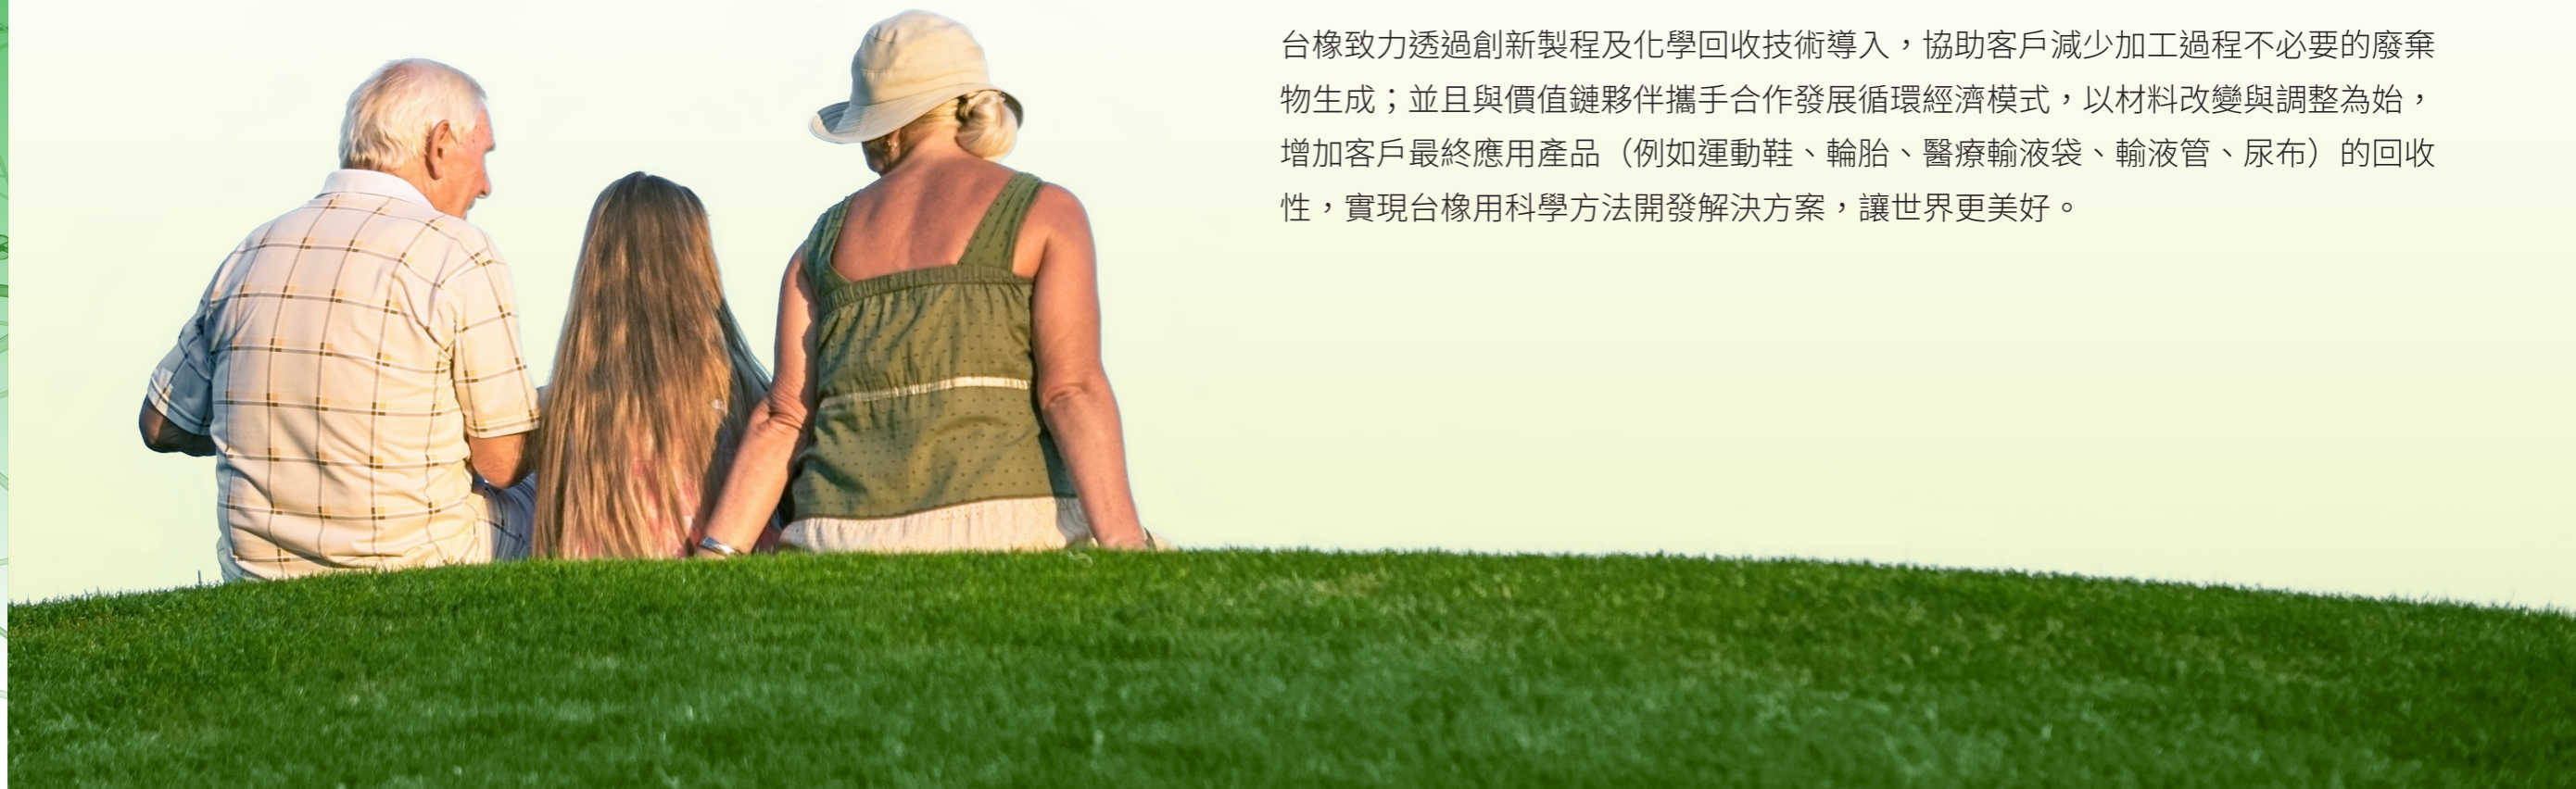 台橡致力透過創新製程及化學回收技術導入，協助客戶減少加工過程不必要的廢棄
物生成；並且與價值鏈夥伴攜手合作發展循環經濟模式，以材料改變與調整為始，
增加客戶最終應用產品（例如運動鞋、輪胎、醫療輸液袋、輸液管、尿布）的回收
性，實現台橡用科學方法開發解決方案，讓世界更美好。